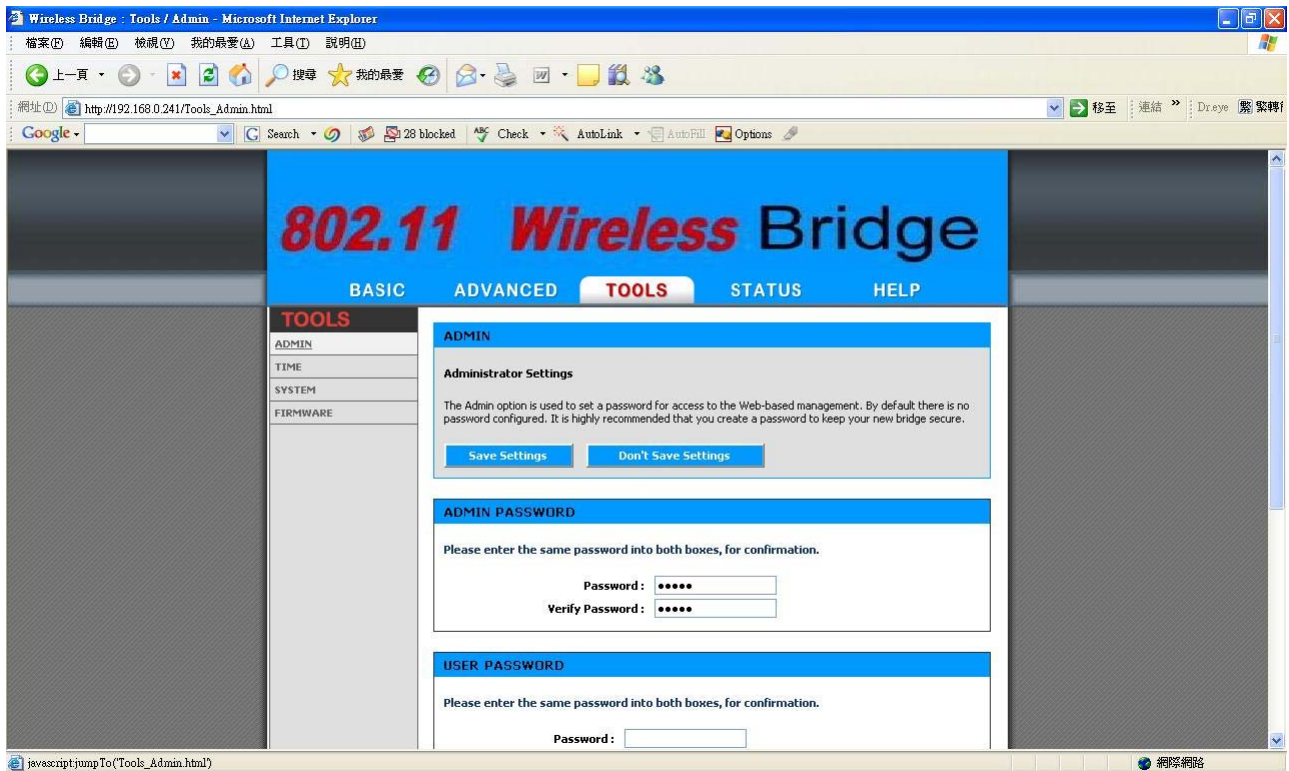 Wireless Bridge : Tools / Admin - Microsoft Internet Explorer
檔案(F) 編輯(E) 檢視(V) 我的最愛(A) 工具(T) 說明(H)
上一頁 搜尋 我的最愛
網址(D) http://192.168.0.241/Tools_Admin.html 移至 連結 » Dr.eye 繁 繁轉
Google Search 28 blocked Check AutoLink AutoFill Options
802.11 Wireless Bridge
BASIC ADVANCED TOOLS STATUS HELP
TOOLS
ADMIN
TIME
SYSTEM
FIRMWARE
ADMIN
Administrator Settings
The Admin option is used to set a password for access to the Web-based management. By default there is no
password configured. It is highly recommended that you create a password to keep your new bridge secure.
Save Settings Don't Save Settings
ADMIN PASSWORD
Please enter the same password into both boxes, for confirmation.
Password : •••••
Verify Password : •••••
USER PASSWORD
Please enter the same password into both boxes, for confirmation.
Password :
javascript:jumpTo('Tools_Admin.html') 網際網路